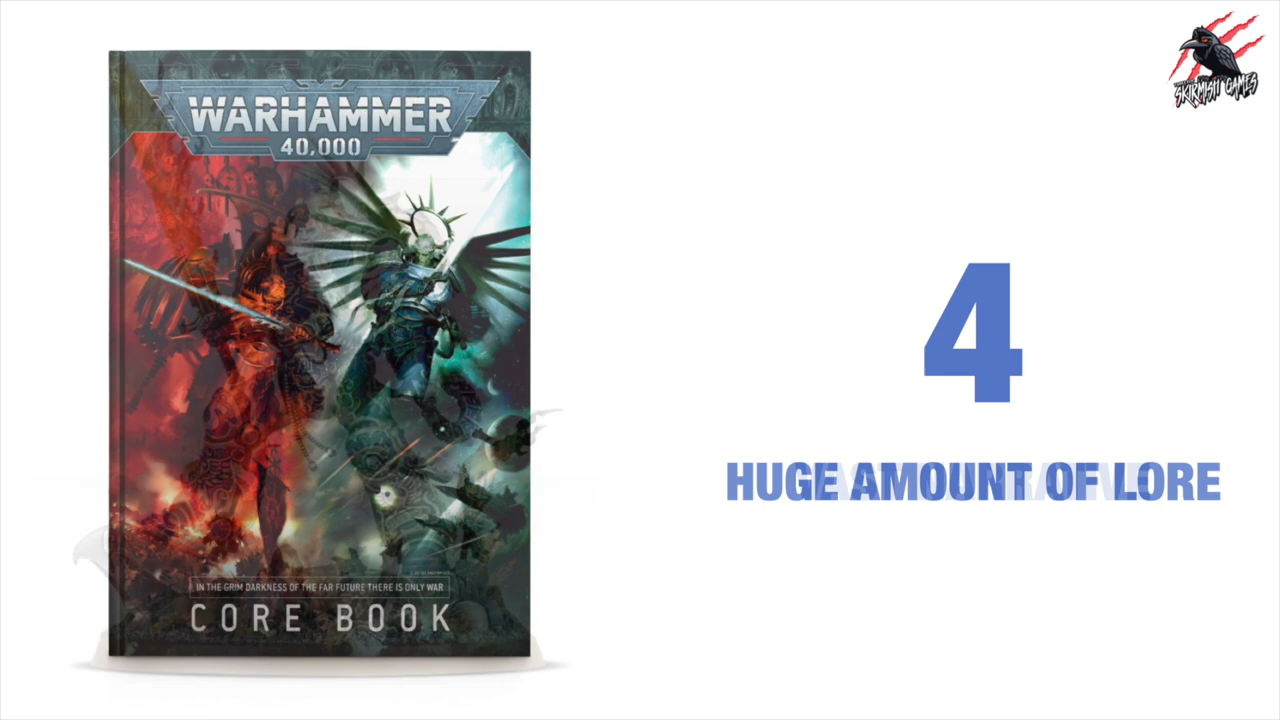 WARHAMMER
40,000
IN THE GRIM DARKNESS OF THE FAR FUTURE THERE IS ONLY WAR
CORE BOOK
SKIRMISH GAMES
4
HUGE AMOUNT OF LORE